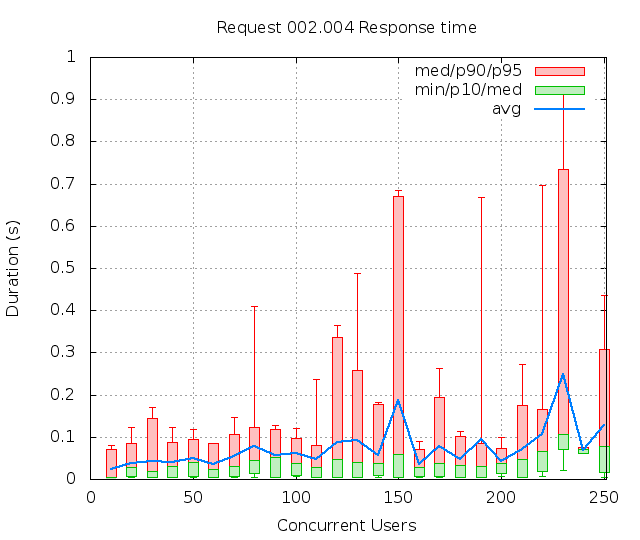 Request 002.004 Response time
med/p90/p95
min/p10/med
avg
Duration (s)
1
0.9
0.8
0.7
0.6
0.5
0.4
0.3
0.2
0.1
0
0 50 100 150 200 250
Concurrent Users